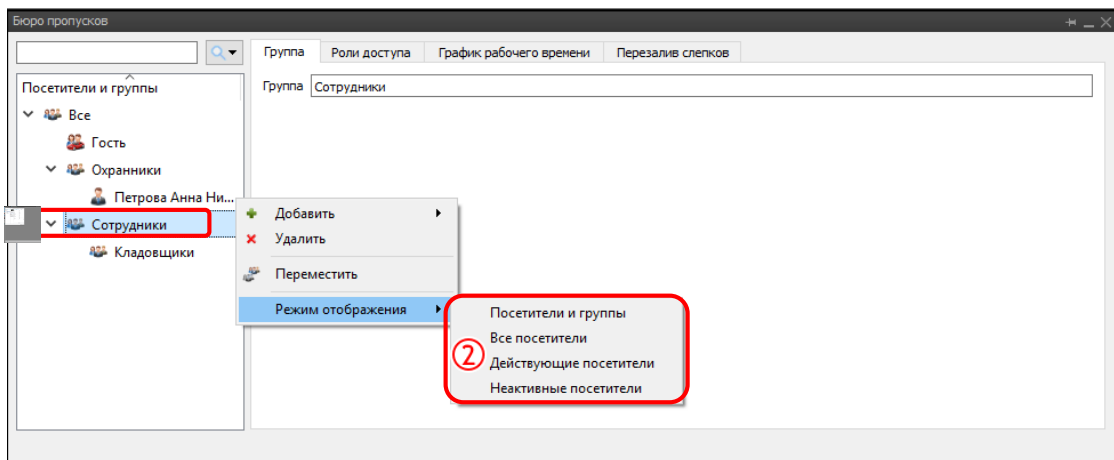 Бюро пропусков
Группа Роли доступа График рабочего времени Перезалив слепков
Посетители и группы
Группа Сотрудники
Все
Гость
Охранники
Петрова Анна Ни...
Сотрудники
Кладовщики
Добавить
Удалить
Переместить
Режим отображения
Посетители и группы
Все посетители
2 Действующие посетители
Неактивные посетители